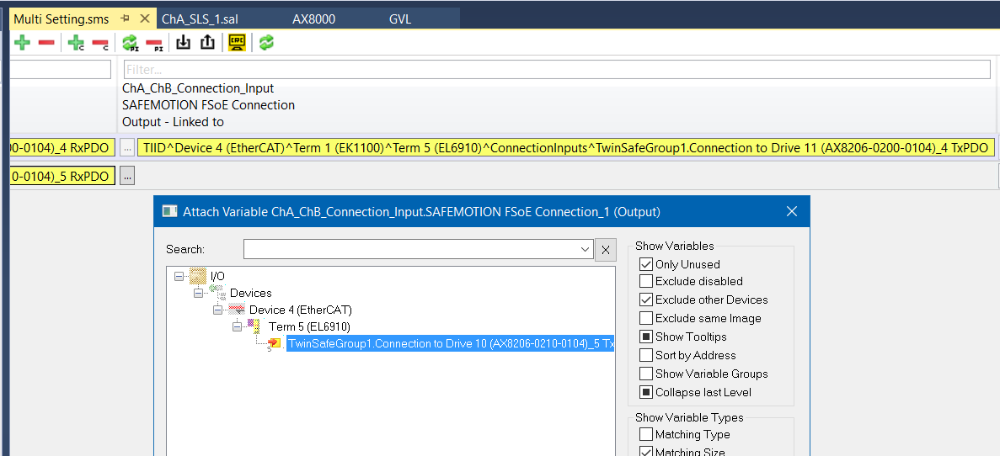 Multi Setting.sms
ChA_SLS_1.sal
AX8000
GVL
C
C
PI
PI
CRC
Filter...
ChA_ChB_Connection_Input
SAFEMOTION FSoE Connection
Output - Linked to
00-0104)_4 RxPDO
...
TIID^Device 4 (EtherCAT)^Term 1 (EK1100)^Term 5 (EL6910)^ConnectionInputs^TwinSafeGroup1.Connection to Drive 11 (AX8206-0200-0104)_4 TxPDO
0-0104)_5 RxPDO
...
Attach Variable ChA_ChB_Connection_Input.SAFEMOTION FSoE Connection_1 (Output)
Search:
I/O
Devices
Device 4 (EtherCAT)
Term 5 (EL6910)
TwinSafeGroup1.Connection to Drive 10 (AX8206-0210-0104)_5 Tx
Show Variables
Only Unused
Exclude disabled
Exclude other Devices
Exclude same Image
Show Tooltips
Sort by Address
Show Variable Groups
Collapse last Level
Show Variable Types
Matching Type
Matching Size